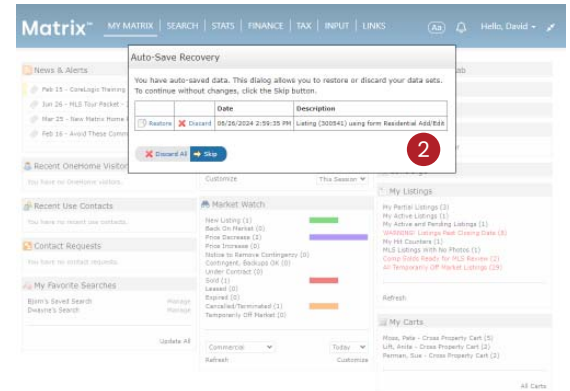 Matrix™ MY MATRIX | SEARCH | STATS | FINANCE | TAX | INPUT | LINKS Aa Hello, David
News & Alerts
Feb 15 - CoreLogic Training
Jun 26 - MLS Tour Packet -
Mar 25 - New Matrix Home
Feb 16 - Avoid These Comm
Auto-Save Recovery
You have auto-saved data. This dialog allows you to restore or discard your data sets.
To continue without changes, click the Skip button.
Date Description
Restore Discard 06/26/2024 2:59:35 PM Listing (300541) using form Residential Add/Edit
Discard All Skip
2
Recent OneHome Visitor
You have no OneHome visitors.
Customize This Session
Recent Use Contacts
You have no recent use contacts.
Contact Requests
You have no contact requests.
My Favorite Searches
Bjorn's Saved Search Manage
Dwayne's Search Manage
Update All
Market Watch
New Listing (1)
Back On Market (0)
Price Decrease (2)
Price Increase (0)
Notice to Remove Contingency (0)
Contingent, Backups OK (0)
Under Contract (0)
Sold (1)
Leased (0)
Expired (0)
Cancelled/Terminated (1)
Temporarily Off Market (0)
Commercial Today
Refresh Customize
My Listings
My Partial Listings (2)
My Active Listings (1)
My Active and Pending Listings (1)
WARNING! Listings Past Closing Date (8)
My Hit Counters (1)
MLS Listings With No Photos (1)
Comp Sales Ready for MLS Review (2)
All Temporarily Off Market Listings (29)
Refresh
My Carts
Moss, Pete - Cross Property Cart (5)
Lift, Anita - Cross Property Cart (2)
Perman, Sue - Cross Property Cart (2)
All Carts